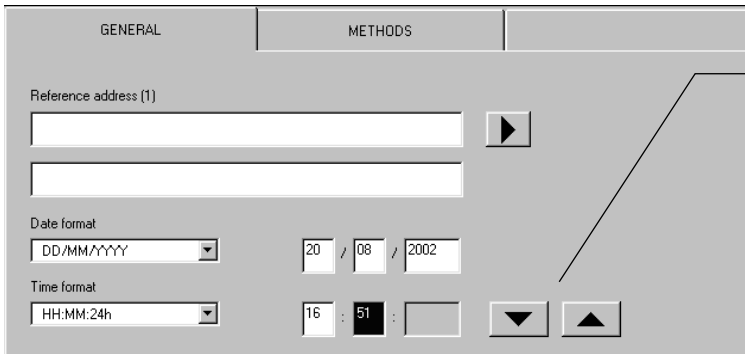 GENERAL METHODS
Reference address (1)
Date format
DD/MM/YYYY 20 / 08 / 2002
Time format
HH:MM:24h 16 : 51 :